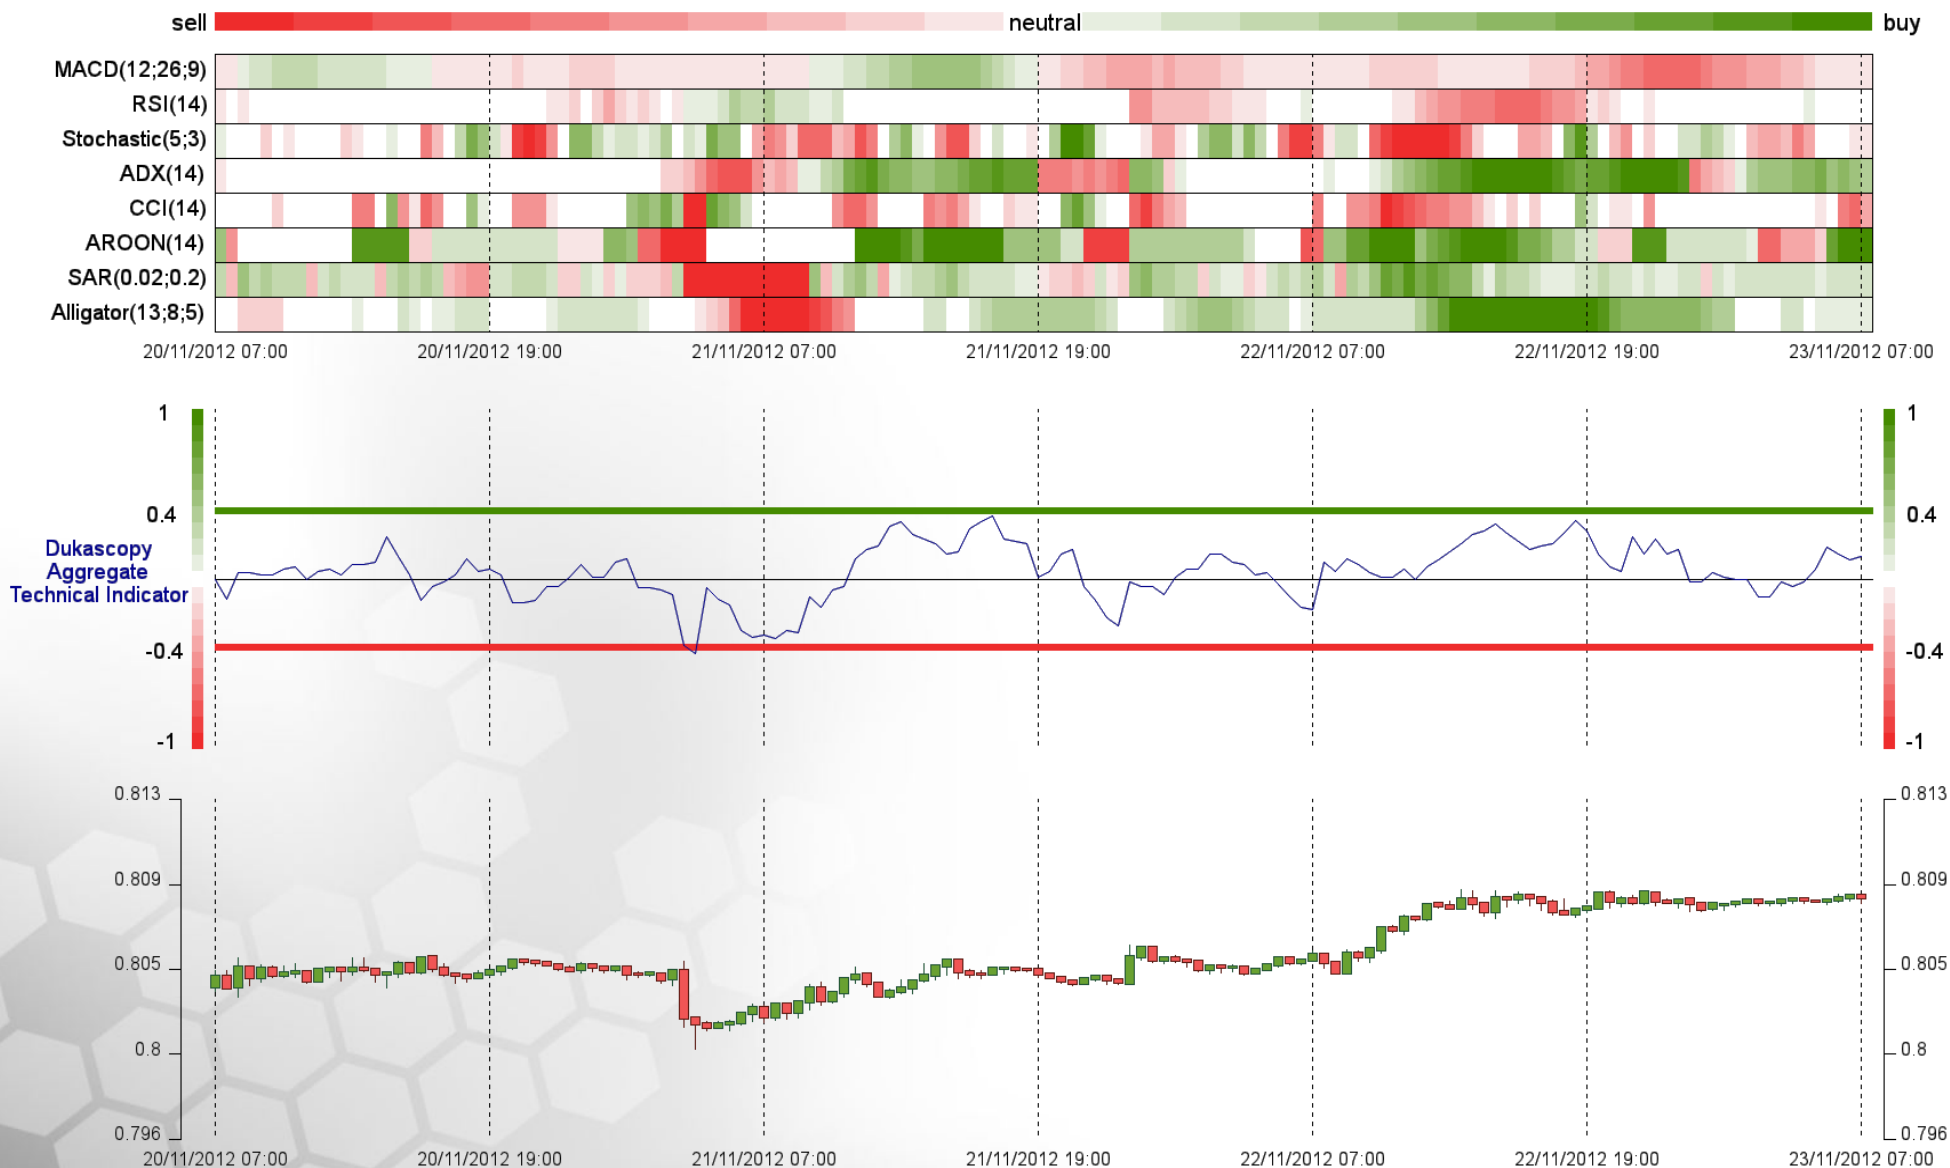 sell neutral buy
MACD(12;26;9)
RSI(14)
Stochastic(5;3)
ADX(14)
CCI(14)
AROON(14)
SAR(0.02;0.2)
Alligator(13;8;5)
20/11/2012 07:00 20/11/2012 19:00 21/11/2012 07:00 21/11/2012 19:00 22/11/2012 07:00 22/11/2012 19:00 23/11/2012 07:00
1 1
0.4 0.4
Dukascopy
Aggregate
Technical Indicator
-0.4 -0.4
-1 -1
0.813 0.813
0.809 0.809
0.805 0.805
0.8 0.8
0.796 0.796
20/11/2012 07:00 20/11/2012 19:00 21/11/2012 07:00 21/11/2012 19:00 22/11/2012 07:00 22/11/2012 19:00 23/11/2012 07:00